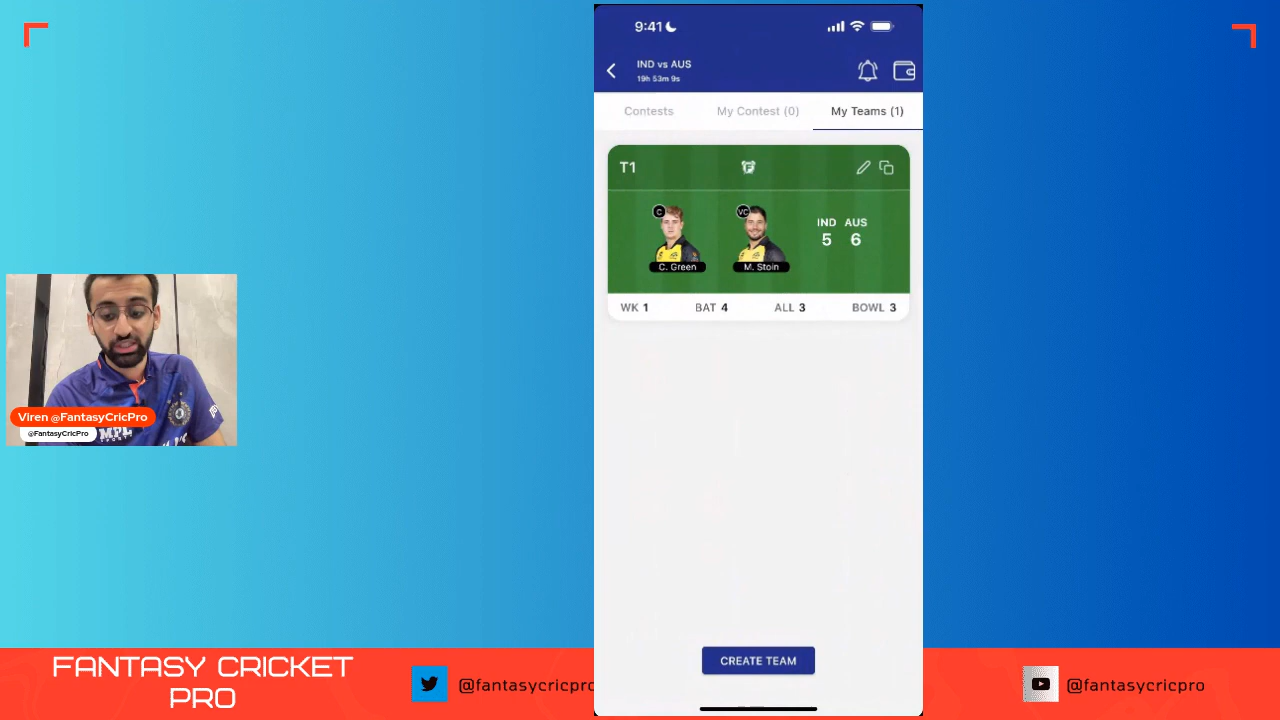 9:41
IND vs AUS
19h 53m 9s
Contests
My Contest (0)
My Teams (1)
T1
C
VC
IND AUS
5 6
C. Green
M. Stoin
WK 1
BAT 4
ALL 3
BOWL 3
Viren @FantasyCricPro
@FantasyCricPro
MPL
SPORTS
CREATE TEAM
FANTASY CRICKET
PRO
@fantasycricpro
@fantasycricpro